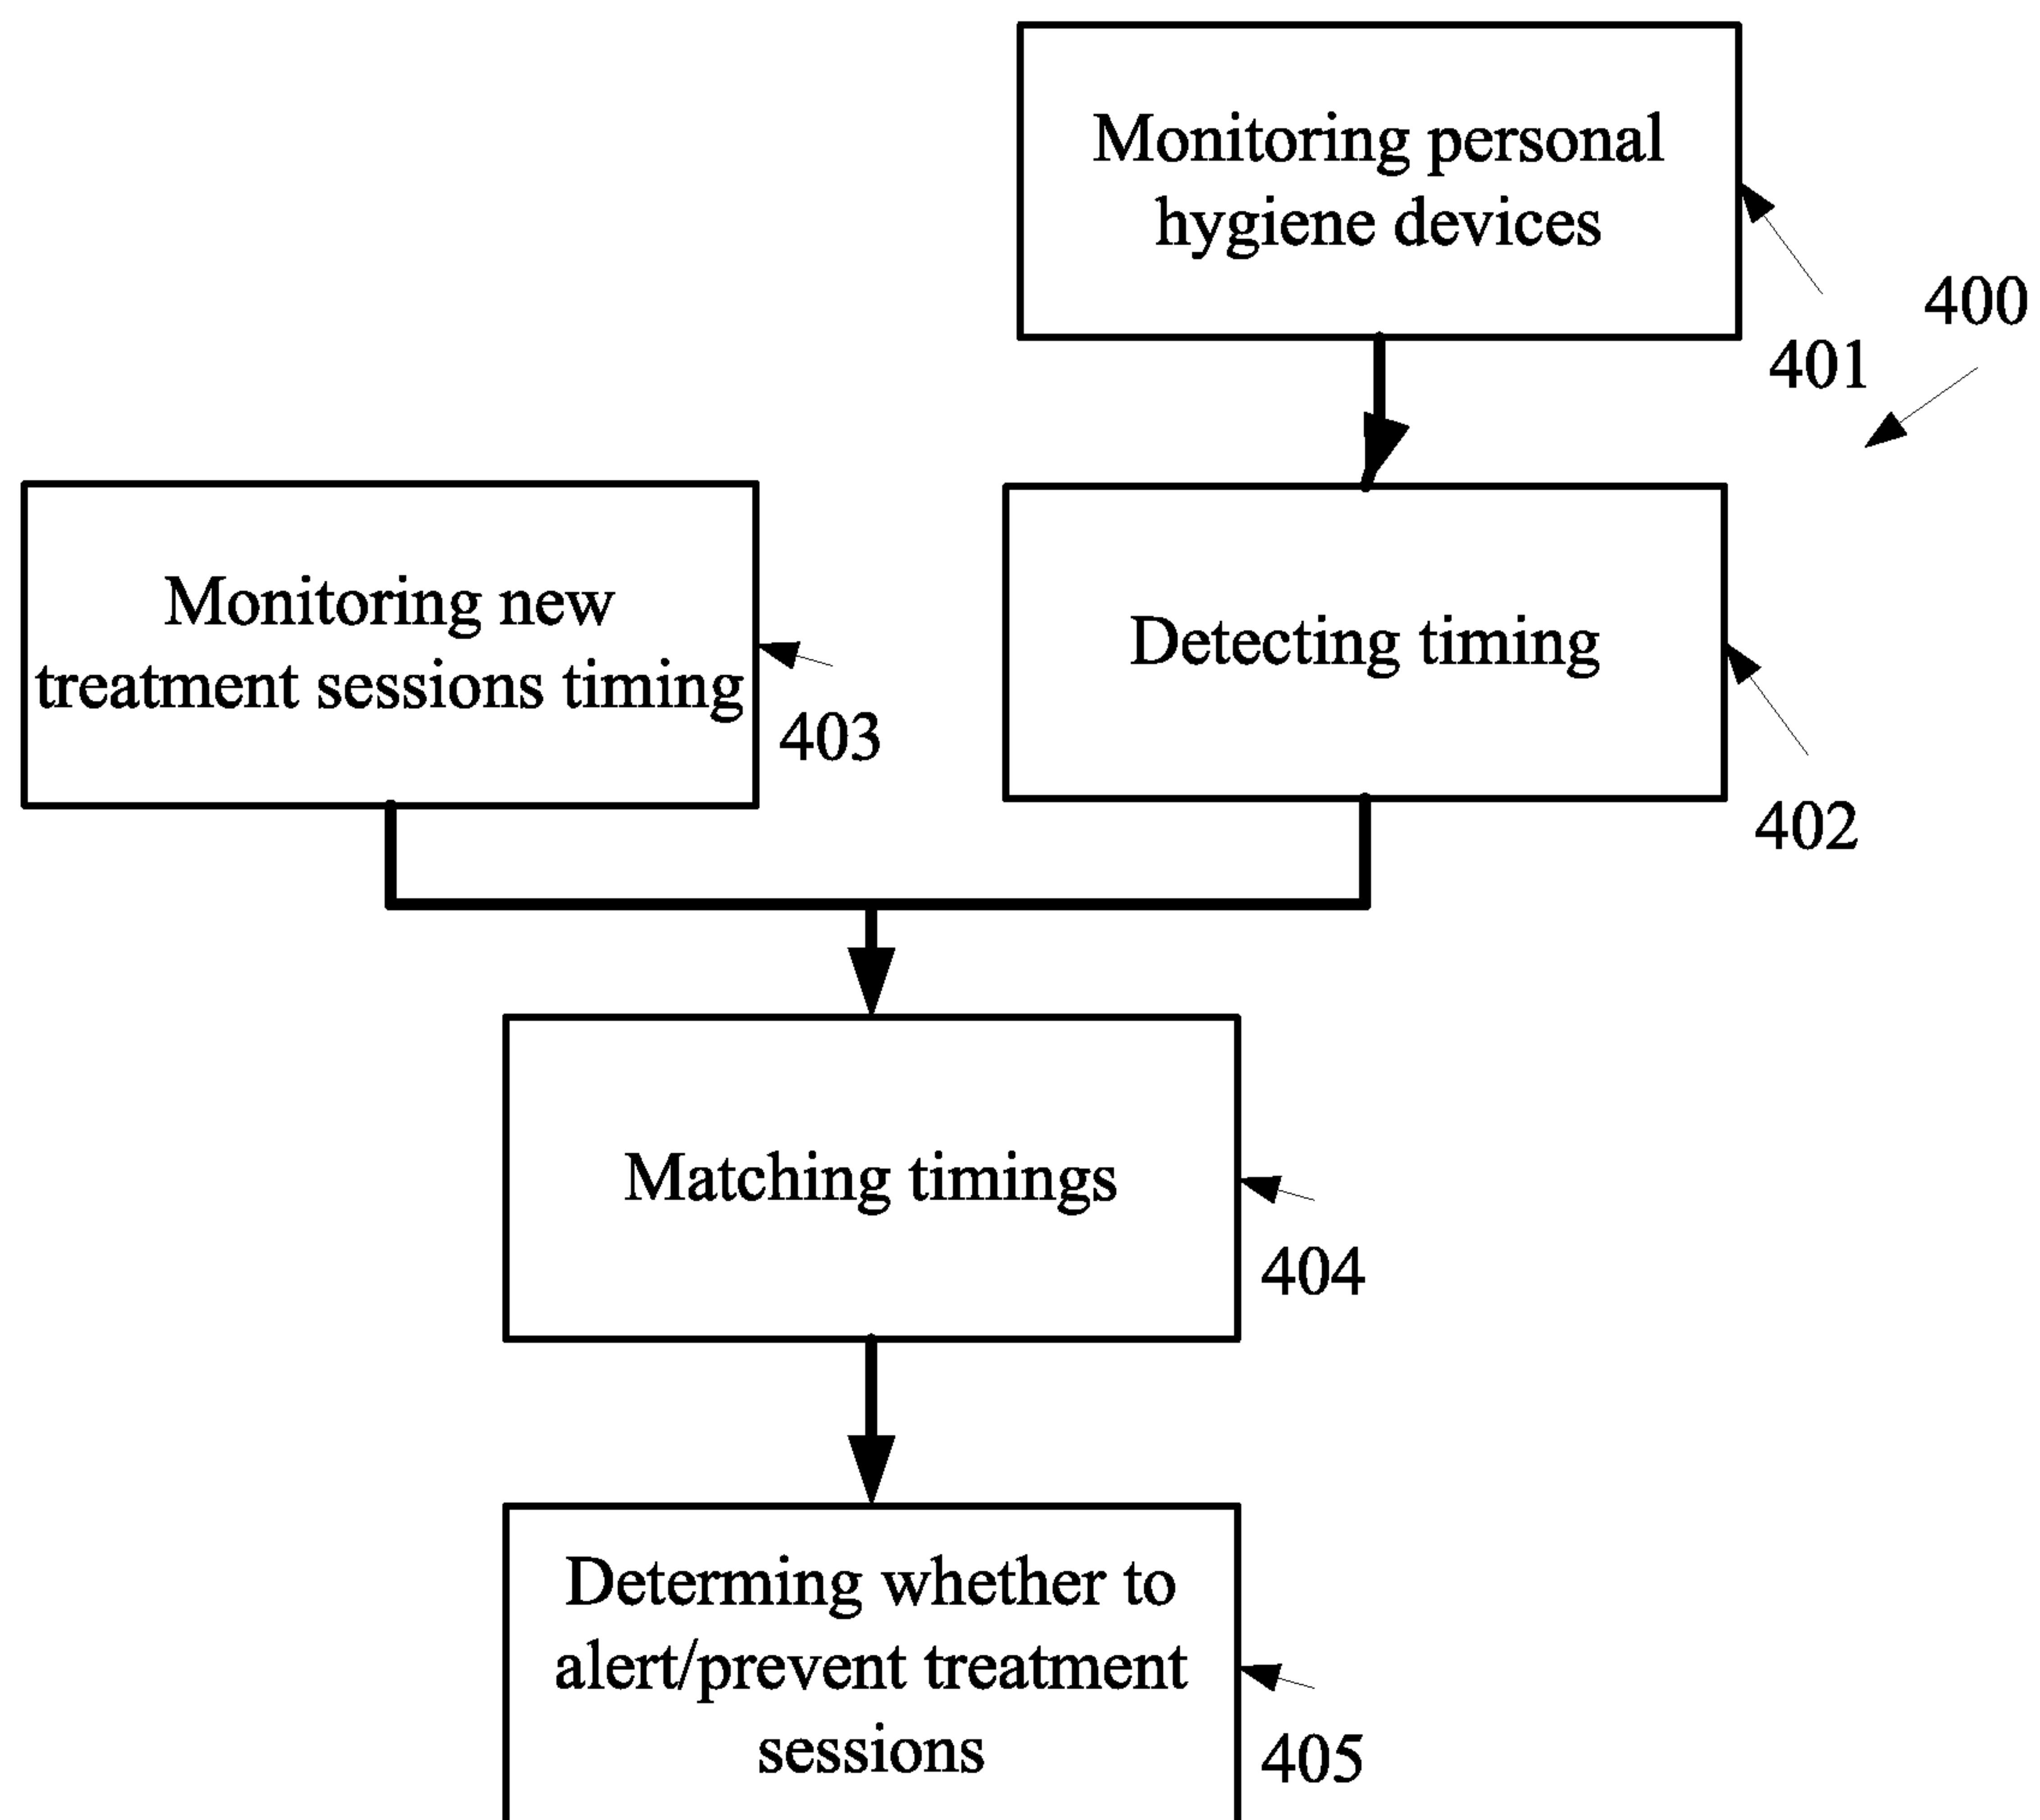 Monitoring personal
hygiene devices
400
401
Monitoring new
treatment sessions timing
403
Detecting timing
402
Matching timings
404
Determing whether to
alert/prevent treatment
sessions
405